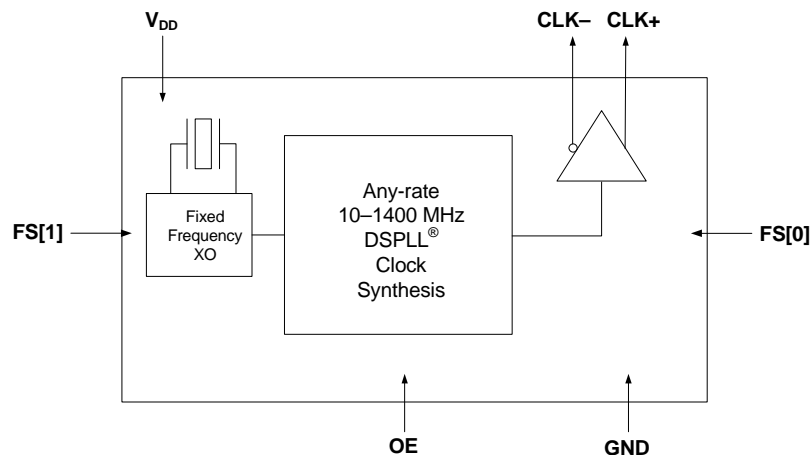 V_DD
CLK– CLK+
Any-rate
10–1400 MHz
DSPLL®
Clock
Synthesis
Fixed
Frequency
XO
FS[1]
FS[0]
OE
GND